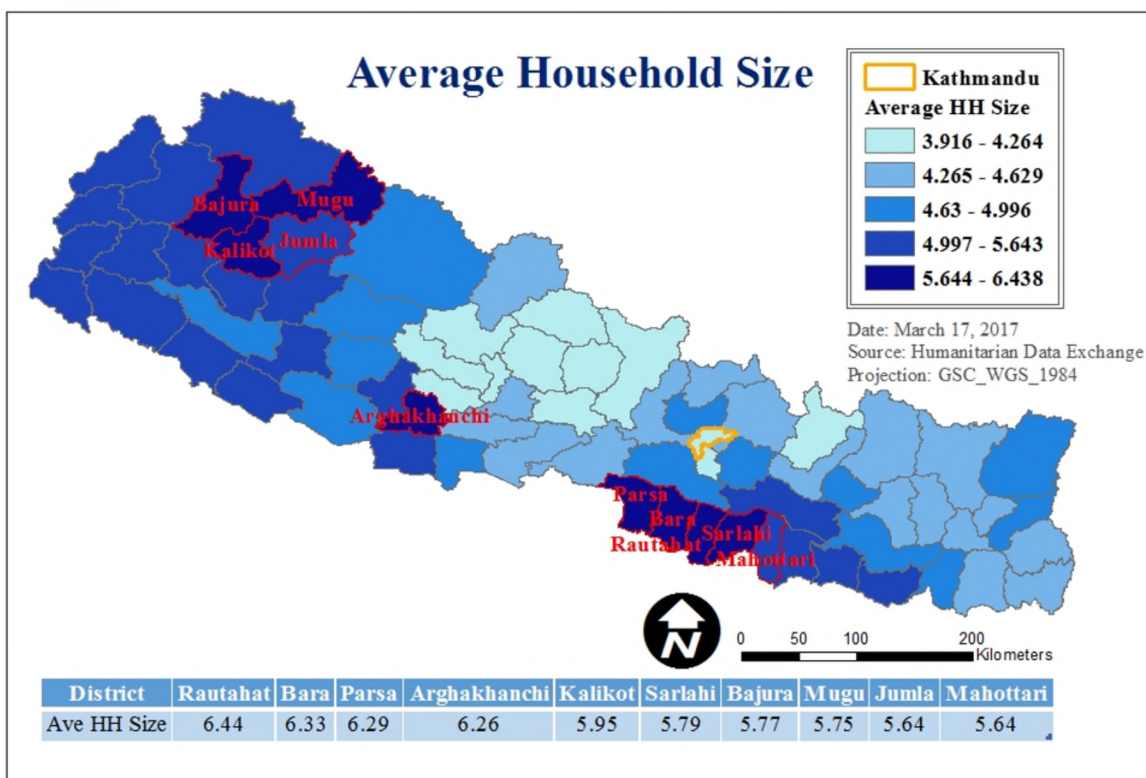 Average Household Size
Kathmandu
Average HH Size
3.916 - 4.264
4.265 - 4.629
4.63 - 4.996
4.997 - 5.643
5.644 - 6.438
Date: March 17, 2017
Source: Humanitarian Data Exchange
Projection: GSC_WGS_1984
Mugu
Bajura
Jumla
Kalikot
Arghakhanchi
Parsa
Bara
Sarlahi
Rautahat
Mahottari
N
0 50 100 200
Kilometers
District Rautahat Bara Parsa Arghakhanchi Kalikot Sarlahi Bajura Mugu Jumla Mahottari
Ave HH Size 6.44 6.33 6.29 6.26 5.95 5.79 5.77 5.75 5.64 5.64